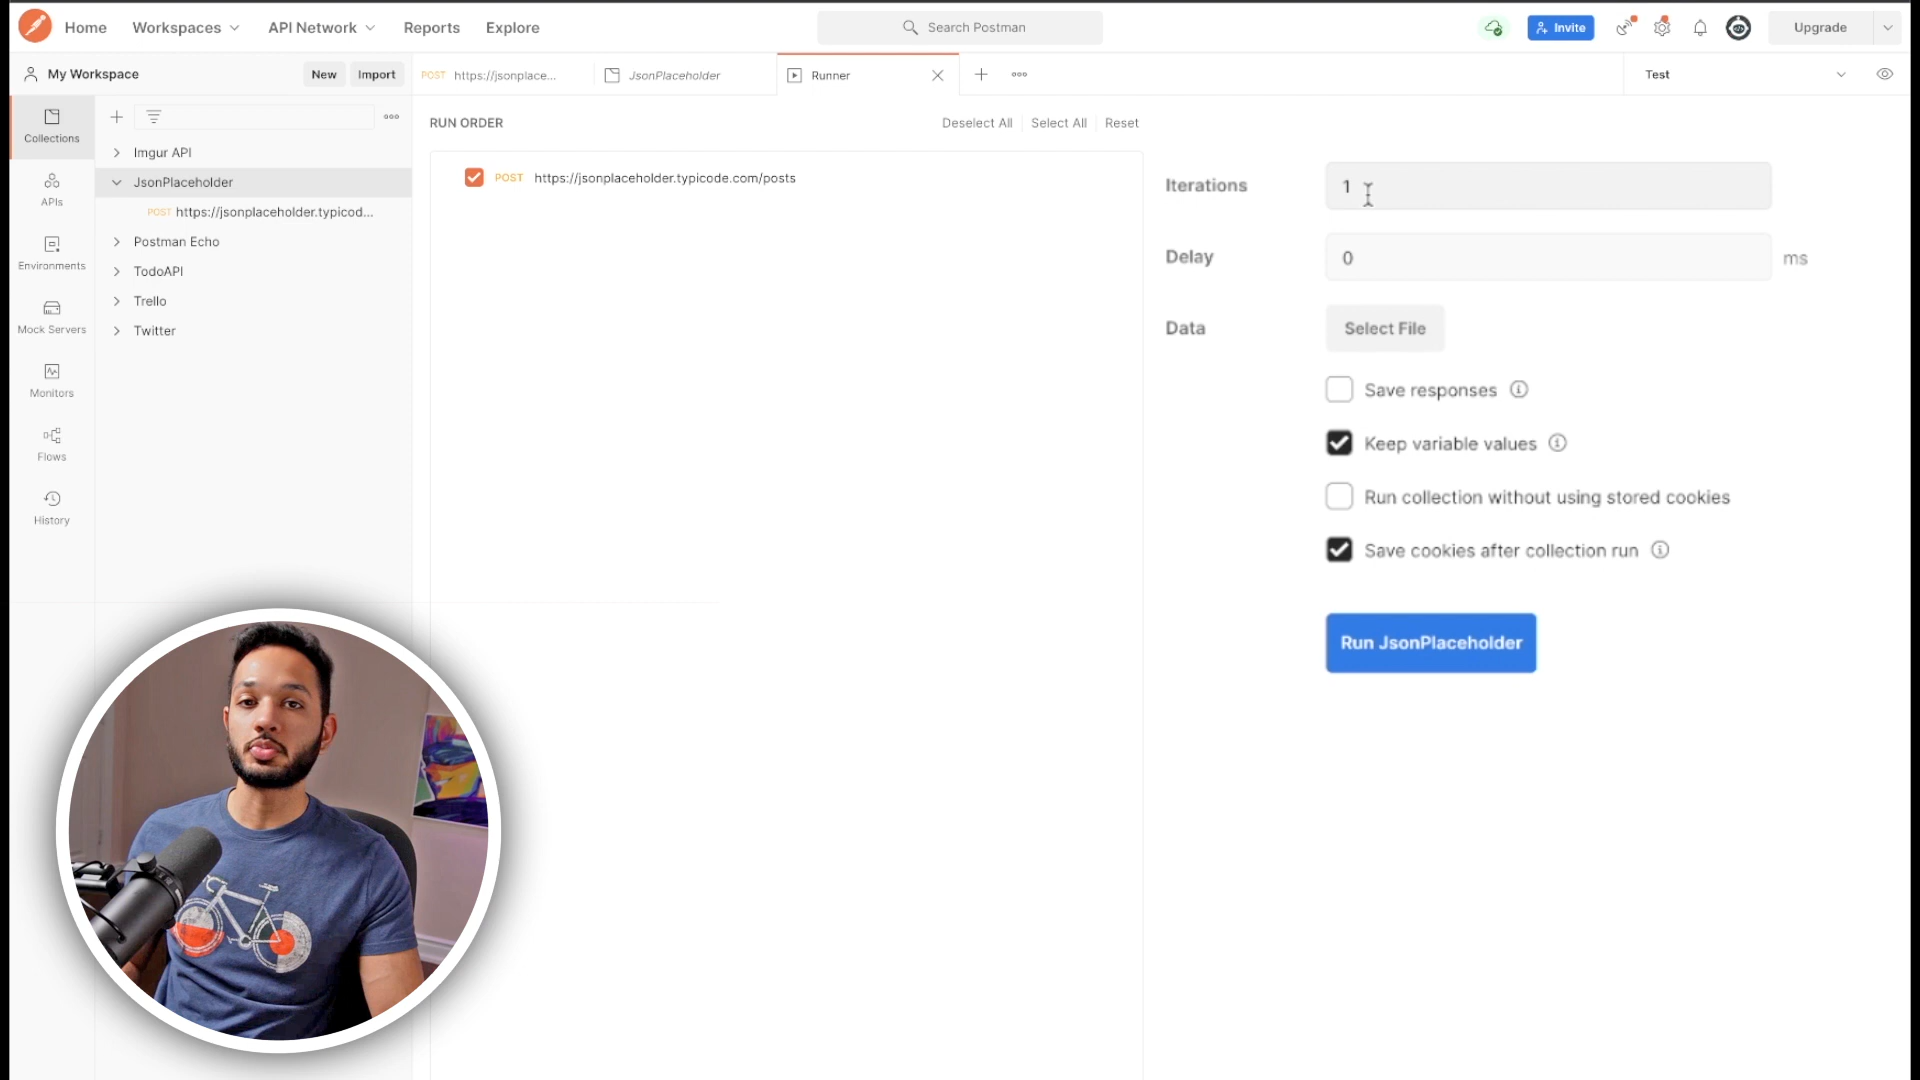 Home
Workspaces
API Network
Reports
Explore
Search Postman
Invite
Upgrade
My Workspace
New
Import
POST https://jsonplace...
JsonPlaceholder
Runner
Test
Collections
APIs
Environments
Mock Servers
Monitors
Flows
History
Imgur API
JsonPlaceholder
POST https://jsonplaceholder.typicod...
Postman Echo
TodoAPI
Trello
Twitter
RUN ORDER
Deselect All
Select All
Reset
POST https://jsonplaceholder.typicode.com/posts
Iterations
1
Delay
0
ms
Data
Select File
Save responses
Keep variable values
Run collection without using stored cookies
Save cookies after collection run
Run JsonPlaceholder